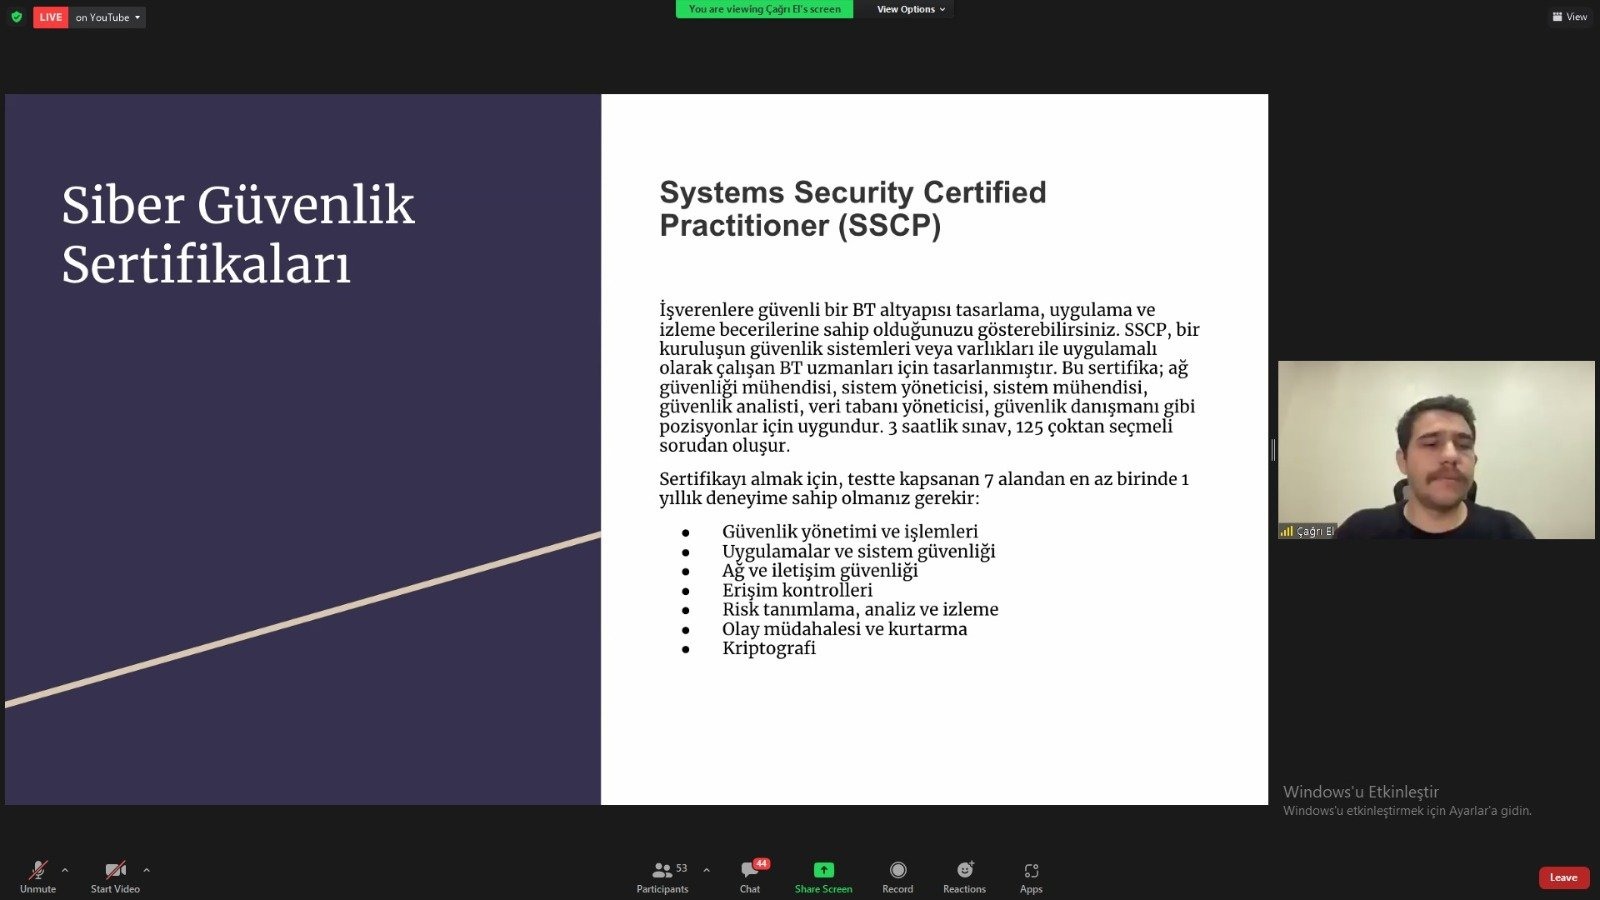 LIVE on YouTube
You are viewing Çağrı El's screen
View Options
View
Siber Güvenlik
Sertifikaları
Systems Security Certified
Practitioner (SSCP)
İşverenlere güvenli bir BT altyapısı tasarlama, uygulama ve
izleme becerilerine sahip olduğunuzu gösterebilirsiniz. SSCP, bir
kuruluşun güvenlik sistemleri veya varlıkları ile uygulamalı
olarak çalışan BT uzmanları için tasarlanmıştır. Bu sertifika; ağ
güvenliği mühendisi, sistem yöneticisi, sistem mühendisi,
güvenlik analisti, veri tabanı yöneticisi, güvenlik danışmanı gibi
pozisyonlar için uygundur. 3 saatlik sınav, 125 çoktan seçmeli
sorudan oluşur.
Sertifikayı almak için, testte kapsanan 7 alandan en az birinde 1
yıllık deneyime sahip olmanız gerekir:
● Güvenlik yönetimi ve işlemleri
● Uygulamalar ve sistem güvenliği
● Ağ ve iletişim güvenliği
● Erişim kontrolleri
● Risk tanımlama, analiz ve izleme
● Olay müdahalesi ve kurtarma
● Kriptografi
Çağrı El
Windows'u Etkinleştir
Windows'u etkinleştirmek için Ayarlar'a gidin.
Unmute
Start Video
53
Participants
44
Chat
Share Screen
Record
Reactions
Apps
Leave